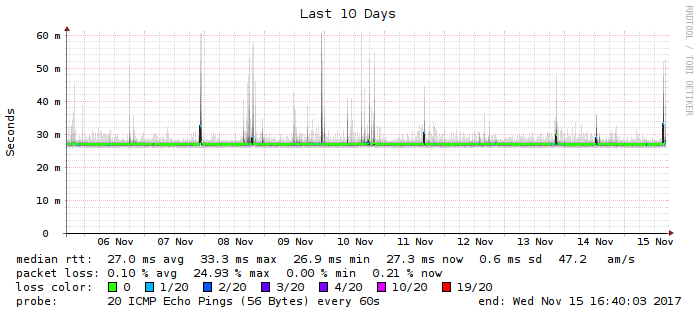 Last 10 Days
RRDTOOL / TOBI OETIKER
Seconds
60 m
50 m
40 m
30 m
20 m
10 m
0
06 Nov 07 Nov 08 Nov 09 Nov 10 Nov 11 Nov 12 Nov 13 Nov 14 Nov 15 Nov
median rtt: 27.0 ms avg 33.3 ms max 26.9 ms min 27.3 ms now 0.6 ms sd 47.2 am/s
packet loss: 0.10 % avg 24.93 % max 0.00 % min 0.21 % now
loss color: 0 1/20 2/20 3/20 4/20 10/20 19/20
probe: 20 ICMP Echo Pings (56 Bytes) every 60s end: Wed Nov 15 16:40:03 2017